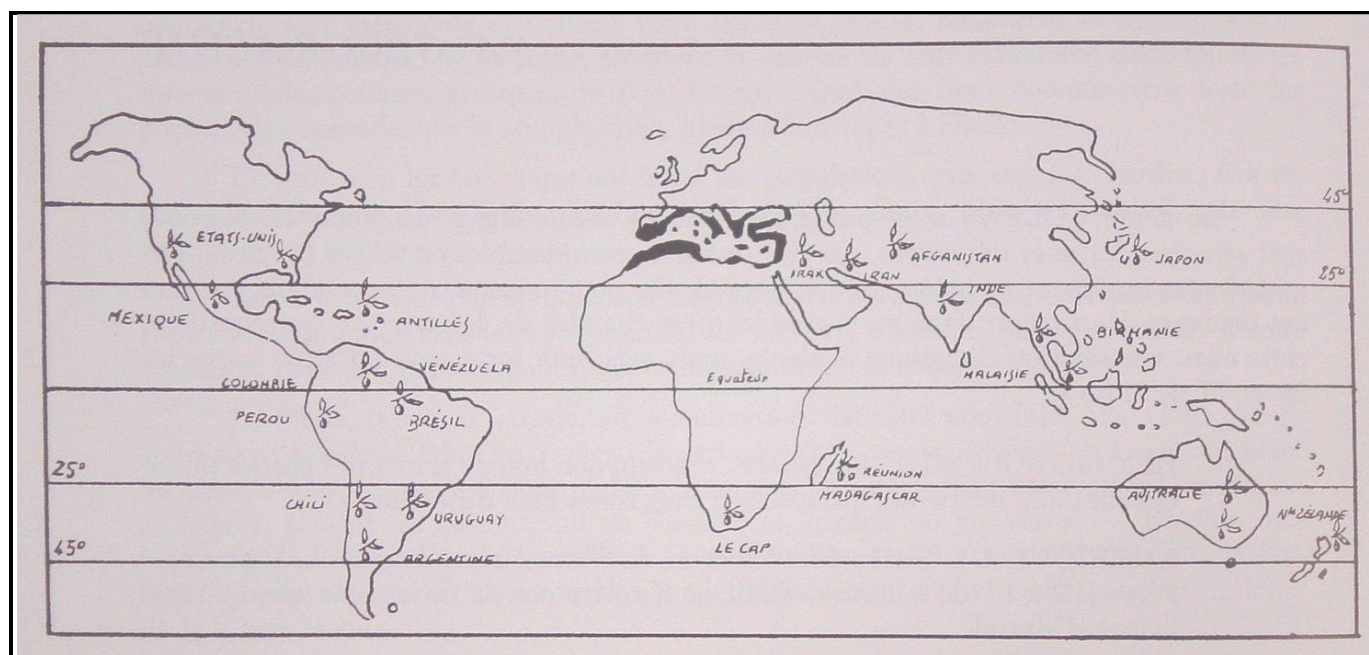 45°
ETATS-UNIS
AFGANISTAN
JAPON
IRAK
IRAN
25°
INDE
MEXIQUE
ANTILLES
BIRMANIE
VENÉZUELA
MALAISIE
COLOMBIE
Equateur
PEROU
BRÉSIL
25°
RÉUNION
MADAGASCAR
AUSTRALIE
CHILI
URUGUAY
Nlle ZÉLANDE
LE CAP
ARGENTINE
45°